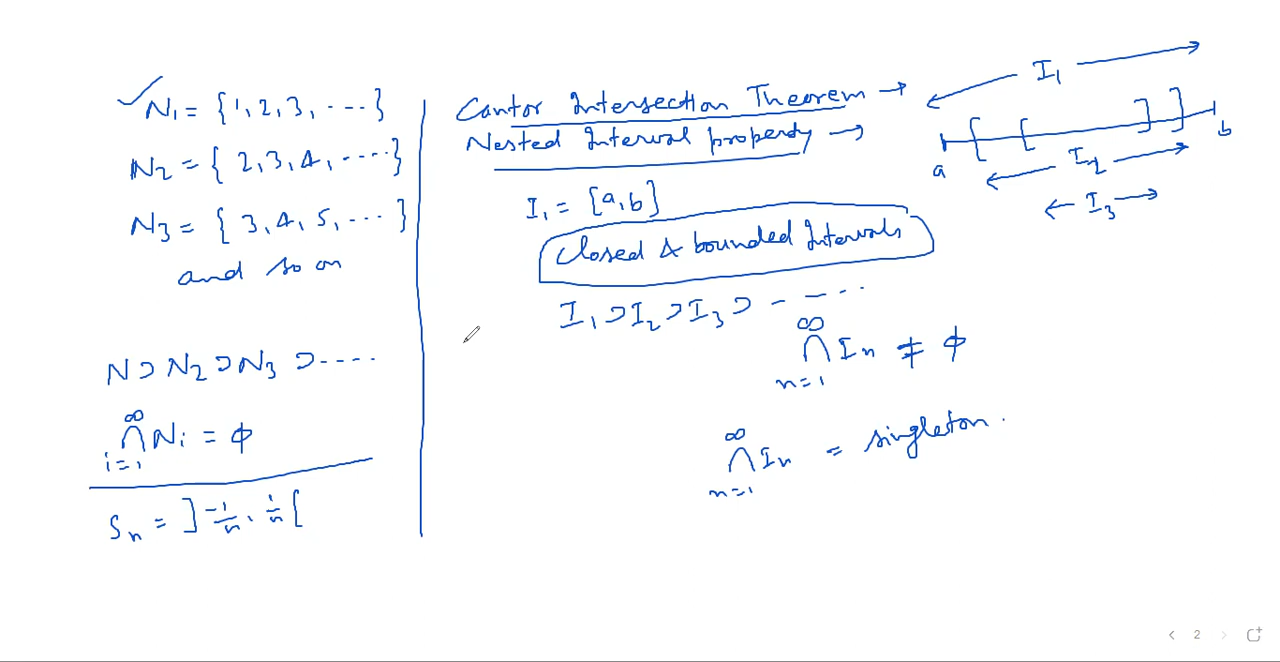 ✓ N₁ = {1, 2, 3, ---}
N₂ = {2, 3, 4, ....}
N₃ = {3, 4, 5, ...}
and so on
N ⊃ N₂ ⊃ N₃ ⊃ ----
∞
∩ Nᵢ = ϕ
i=1
Sₙ = ]-1/n, 1/n[
Cantor Intersection Theorem →
Nested Interval property →
I₁ = [a, b]
Closed & bounded Intervals
I₁ ⊃ I₂ ⊃ I₃ ⊃ - - ...
∞
∩ Iₙ ≠ ϕ
n=1
∞
∩ Iₙ = singleton.
n=1
I₁
a b
I₂
I₃
< 2 >